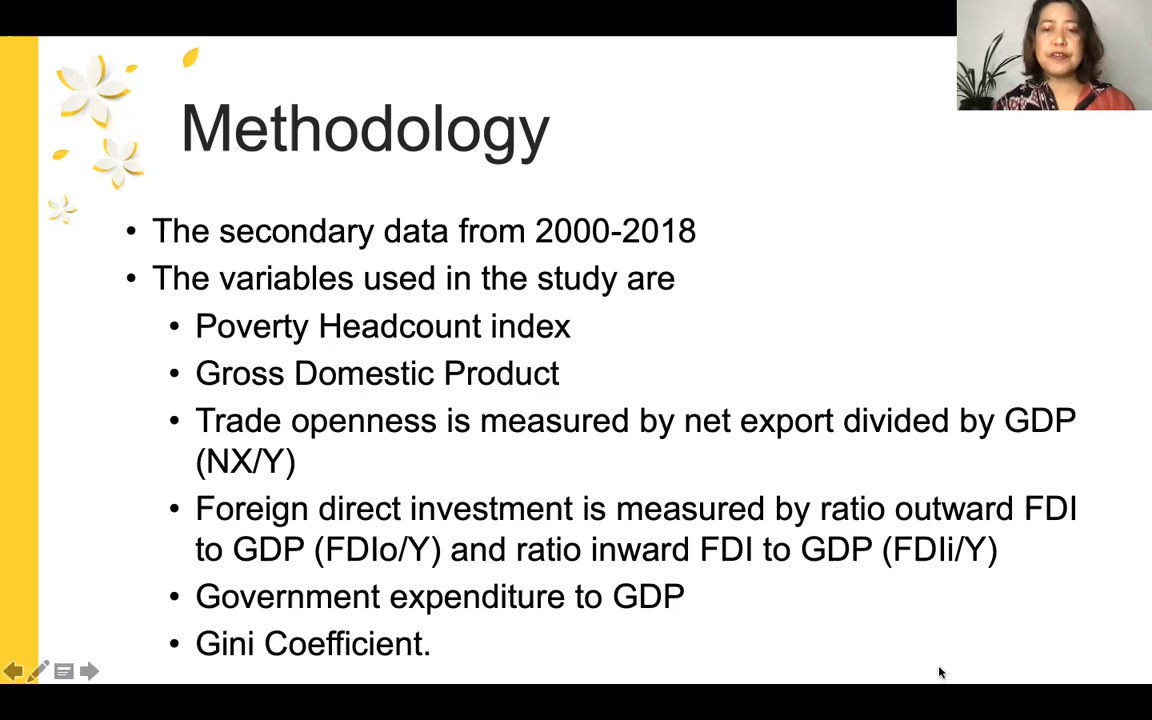 Methodology
• The secondary data from 2000-2018
• The variables used in the study are
• Poverty Headcount index
• Gross Domestic Product
• Trade openness is measured by net export divided by GDP
(NX/Y)
• Foreign direct investment is measured by ratio outward FDI
to GDP (FDIo/Y) and ratio inward FDI to GDP (FDIi/Y)
• Government expenditure to GDP
• Gini Coefficient.